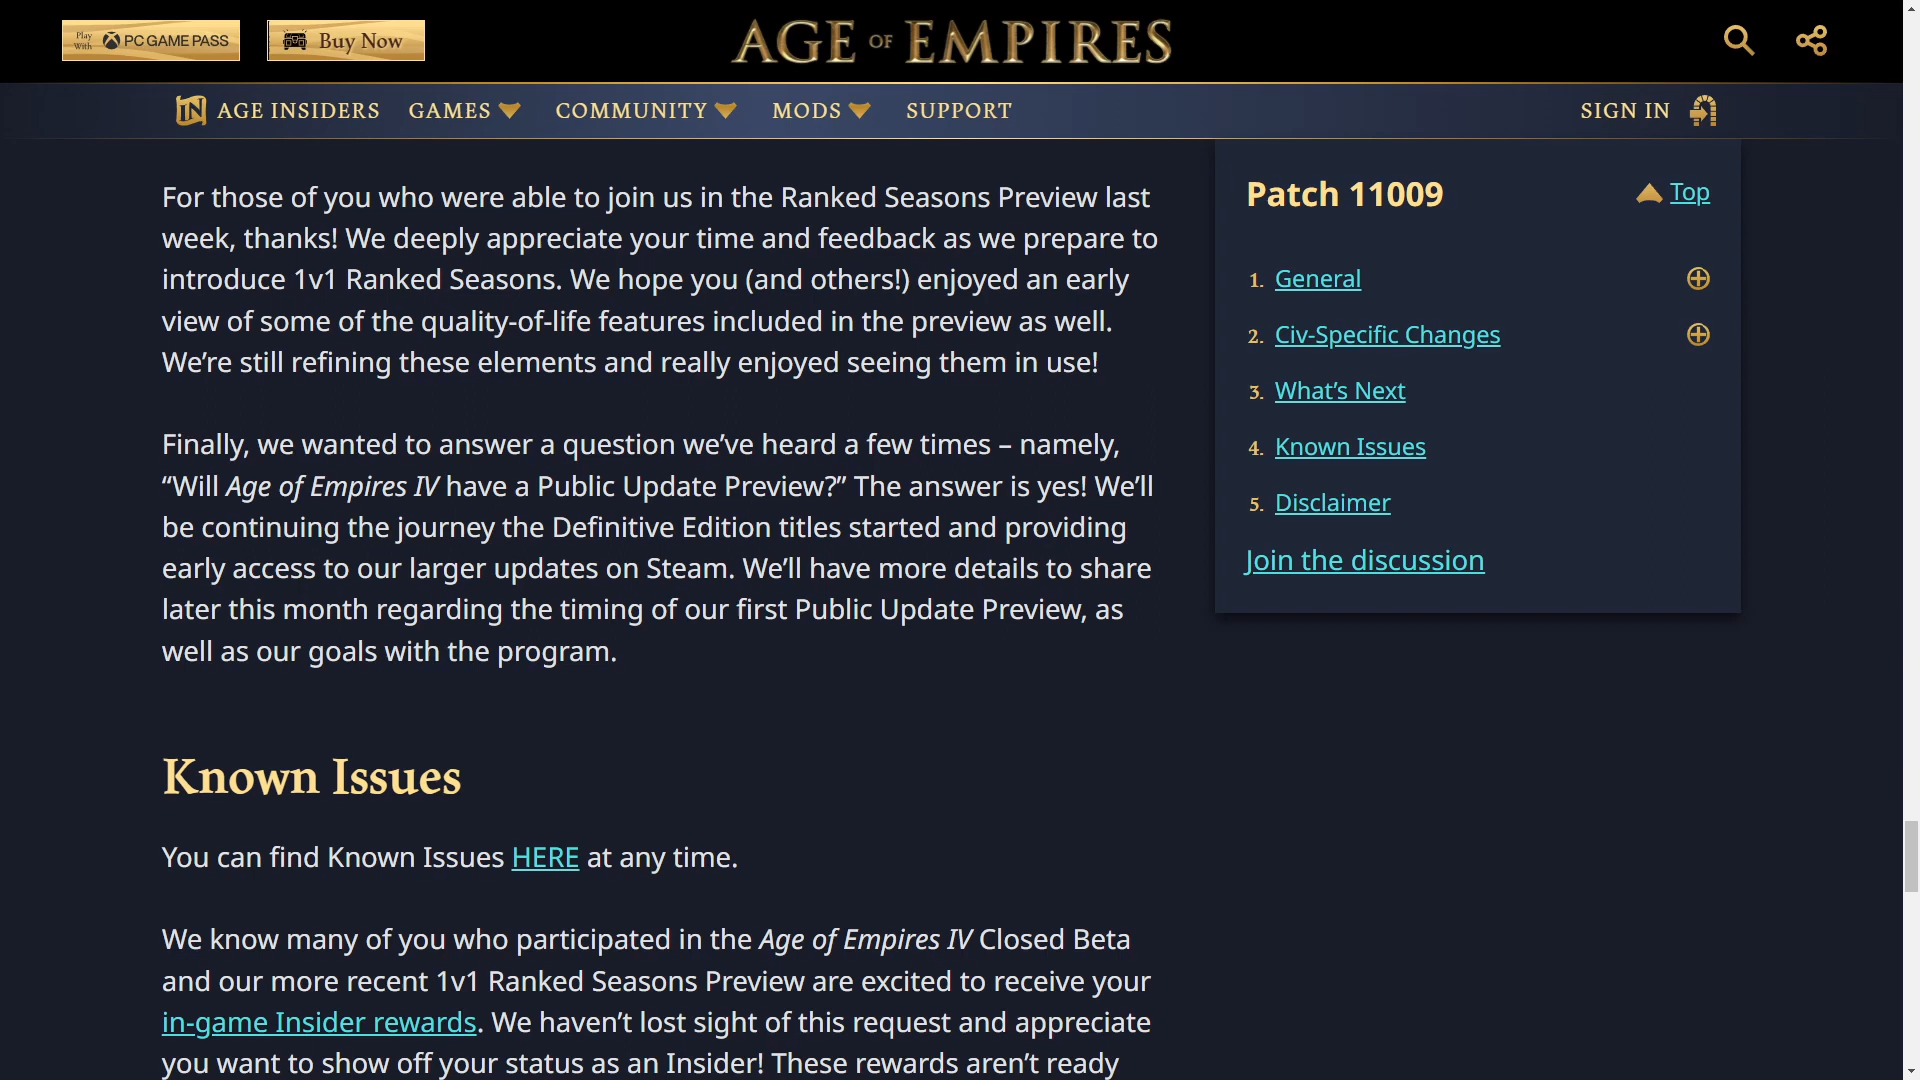 Play
With
PC GAME PASS
Buy Now
AGE OF EMPIRES
IN AGE INSIDERS
GAMES
COMMUNITY
MODS
SUPPORT
SIGN IN
For those of you who were able to join us in the Ranked Seasons Preview last
week, thanks! We deeply appreciate your time and feedback as we prepare to
introduce 1v1 Ranked Seasons. We hope you (and others!) enjoyed an early
view of some of the quality-of-life features included in the preview as well.
We’re still refining these elements and really enjoyed seeing them in use!
Finally, we wanted to answer a question we’ve heard a few times – namely,
“Will Age of Empires IV have a Public Update Preview?” The answer is yes! We’ll
be continuing the journey the Definitive Edition titles started and providing
early access to our larger updates on Steam. We’ll have more details to share
later this month regarding the timing of our first Public Update Preview, as
well as our goals with the program.
Known Issues
You can find Known Issues HERE at any time.
We know many of you who participated in the Age of Empires IV Closed Beta
and our more recent 1v1 Ranked Seasons Preview are excited to receive your
in-game Insider rewards. We haven’t lost sight of this request and appreciate
you want to show off your status as an Insider! These rewards aren’t ready
Patch 11009
Top
1. General
2. Civ-Specific Changes
3. What’s Next
4. Known Issues
5. Disclaimer
Join the discussion